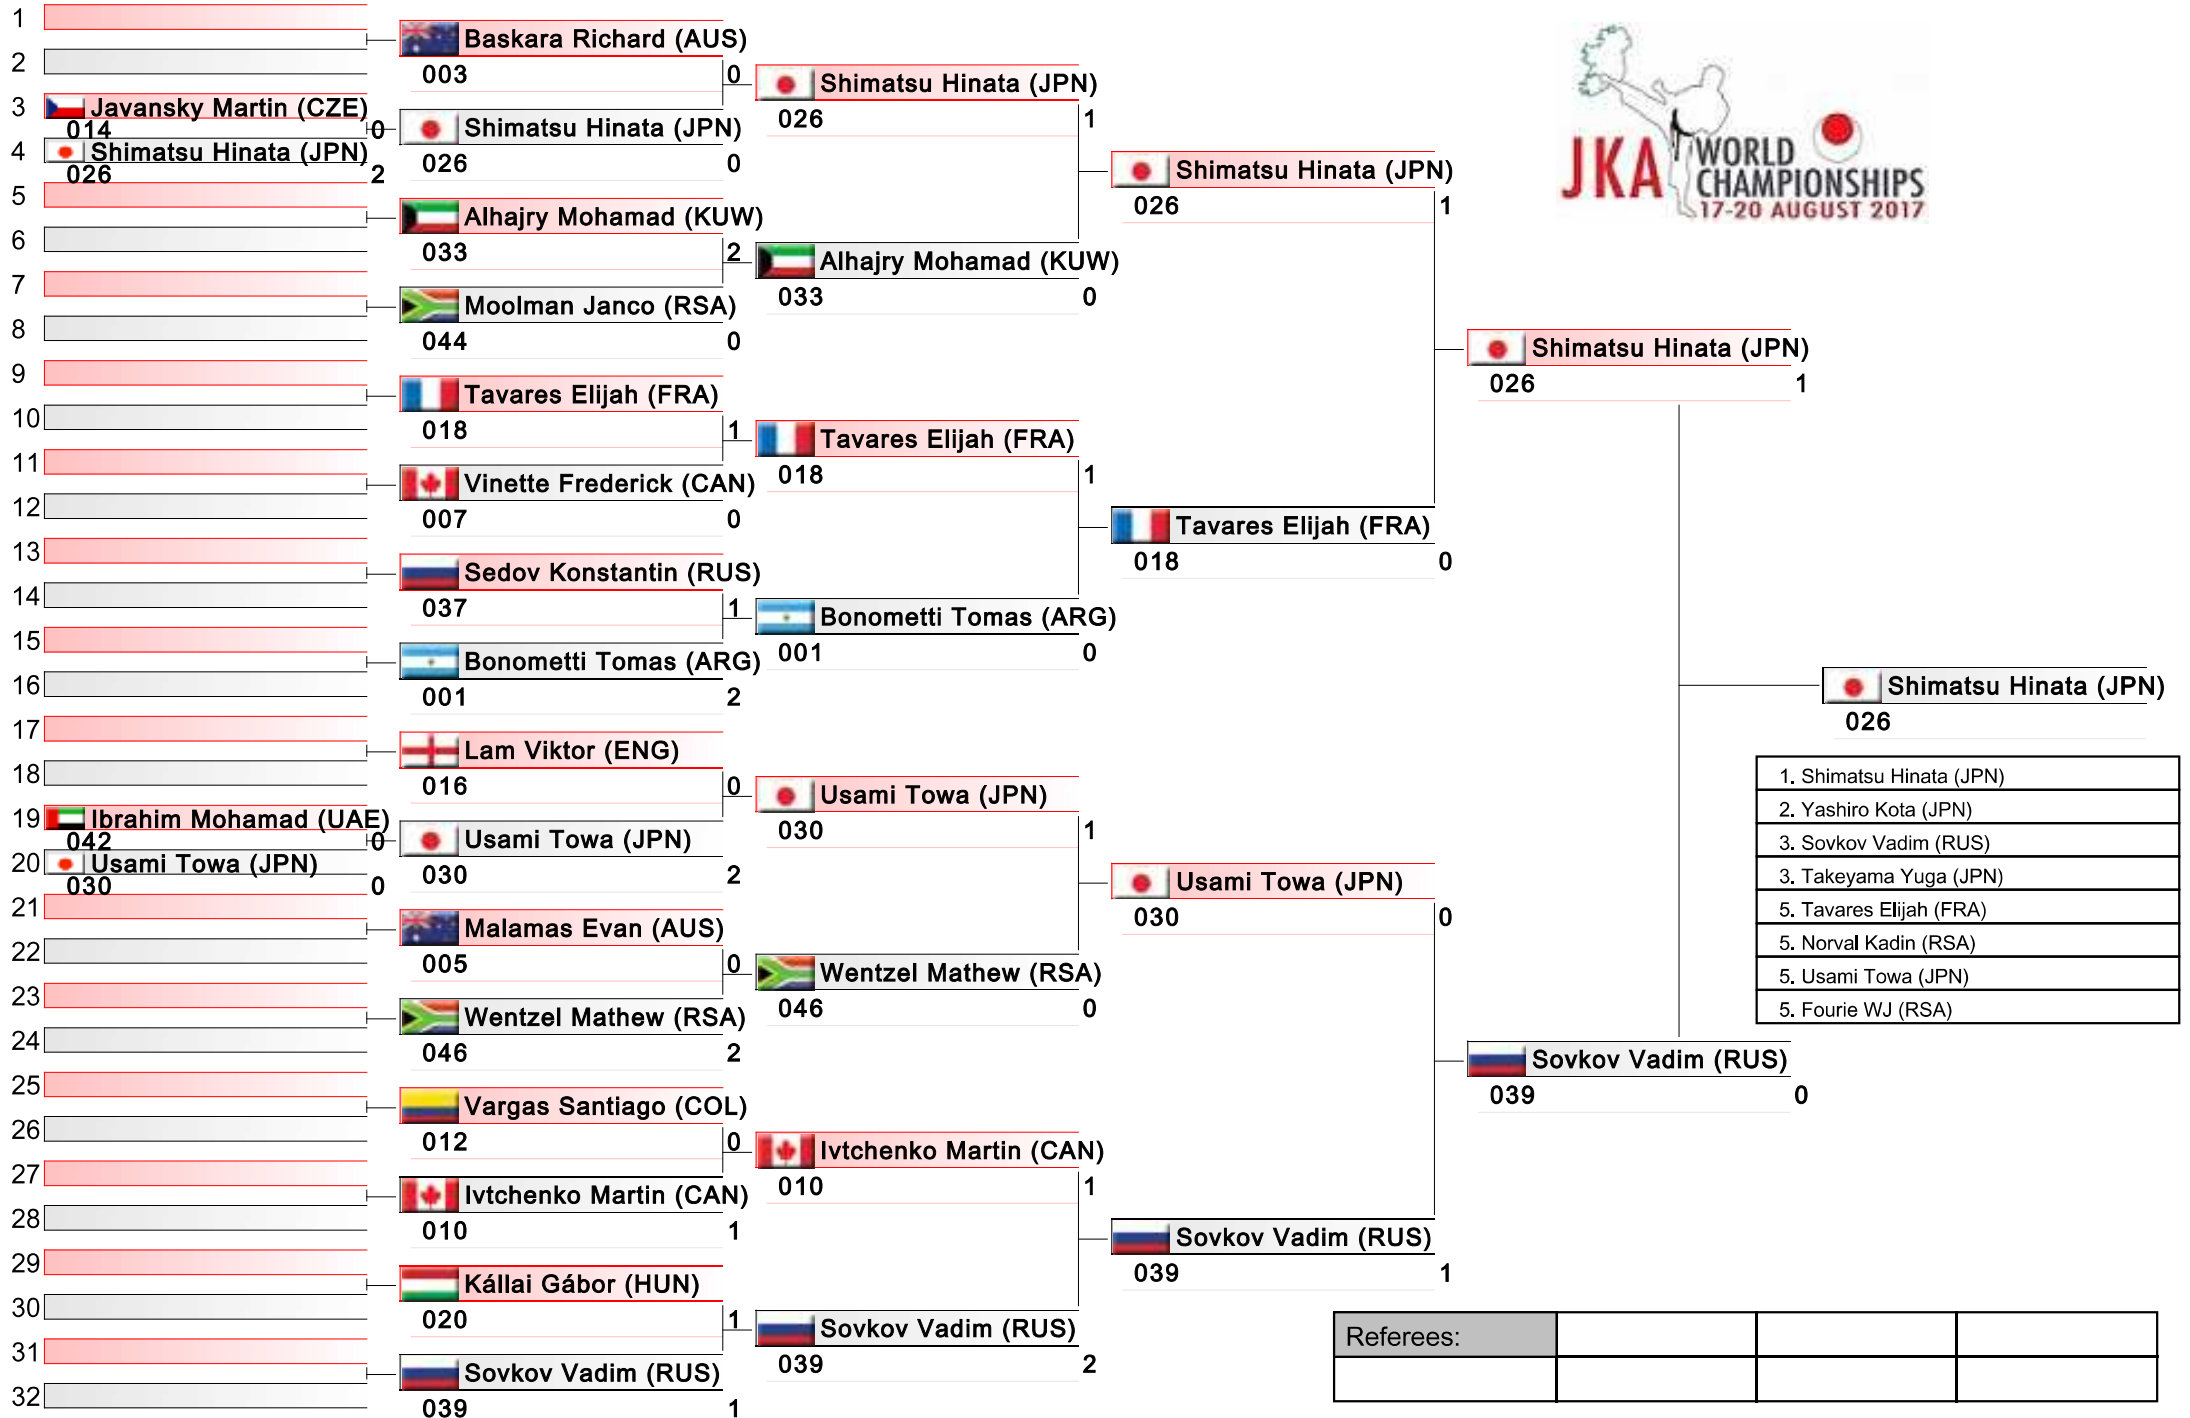 1
2
3 Javansky Martin (CZE)
014 0
4 Shimatsu Hinata (JPN)
026 2
5
6
7
8
9
10
11
12
13
14
15
16
17
18
19 Ibrahim Mohamad (UAE)
042 0
20 Usami Towa (JPN)
030 0
21
22
23
24
25
26
27
28
29
30
31
32
Baskara Richard (AUS)
003 0
Shimatsu Hinata (JPN)
026 0
Alhajry Mohamad (KUW)
033 2
Moolman Janco (RSA)
044 0
Tavares Elijah (FRA)
018 1
Vinette Frederick (CAN)
007 0
Sedov Konstantin (RUS)
037 1
Bonometti Tomas (ARG)
001 2
Lam Viktor (ENG)
016 0
Usami Towa (JPN)
030 2
Malamas Evan (AUS)
005 0
Wentzel Mathew (RSA)
046 2
Vargas Santiago (COL)
012 0
Ivtchenko Martin (CAN)
010 1
Kállai Gábor (HUN)
020 1
Sovkov Vadim (RUS)
039 1
Shimatsu Hinata (JPN)
026 1
Alhajry Mohamad (KUW)
033 0
Tavares Elijah (FRA)
018 1
Bonometti Tomas (ARG)
001 0
Usami Towa (JPN)
030 1
Wentzel Mathew (RSA)
046 0
Ivtchenko Martin (CAN)
010 1
Sovkov Vadim (RUS)
039 2
Shimatsu Hinata (JPN)
026 1
Tavares Elijah (FRA)
018 0
Usami Towa (JPN)
030 0
Sovkov Vadim (RUS)
039 1
Shimatsu Hinata (JPN)
026 1
Sovkov Vadim (RUS)
039 0
Shimatsu Hinata (JPN)
026
JKA WORLD
CHAMPIONSHIPS
17-20 AUGUST 2017
1. Shimatsu Hinata (JPN)
2. Yashiro Kota (JPN)
3. Sovkov Vadim (RUS)
3. Takeyama Yuga (JPN)
5. Tavares Elijah (FRA)
5. Norval Kadin (RSA)
5. Usami Towa (JPN)
5. Fourie WJ (RSA)
Referees: